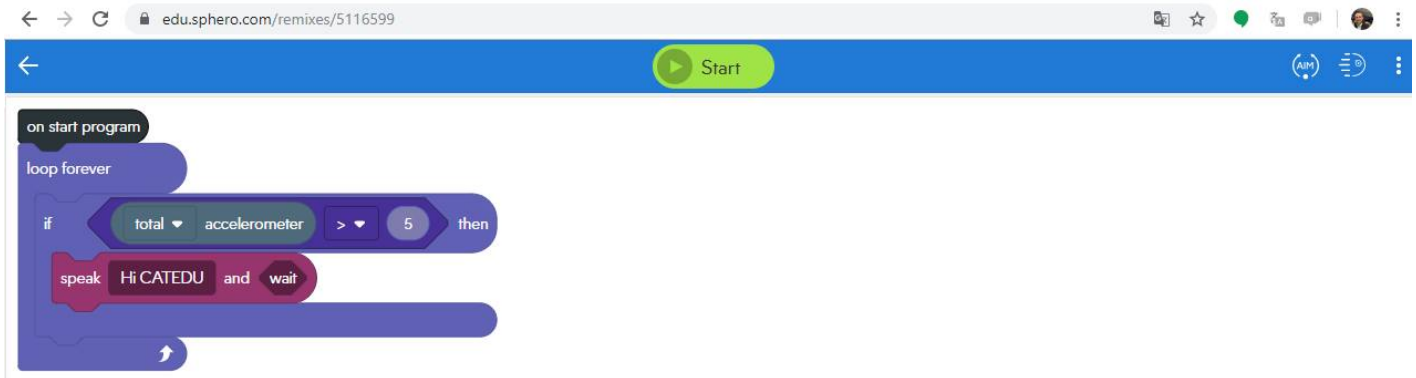 edu.sphero.com/remixes/5116599
Start
AIM
on start program
loop forever
if total accelerometer > 5 then
speak Hi CATEDU and wait